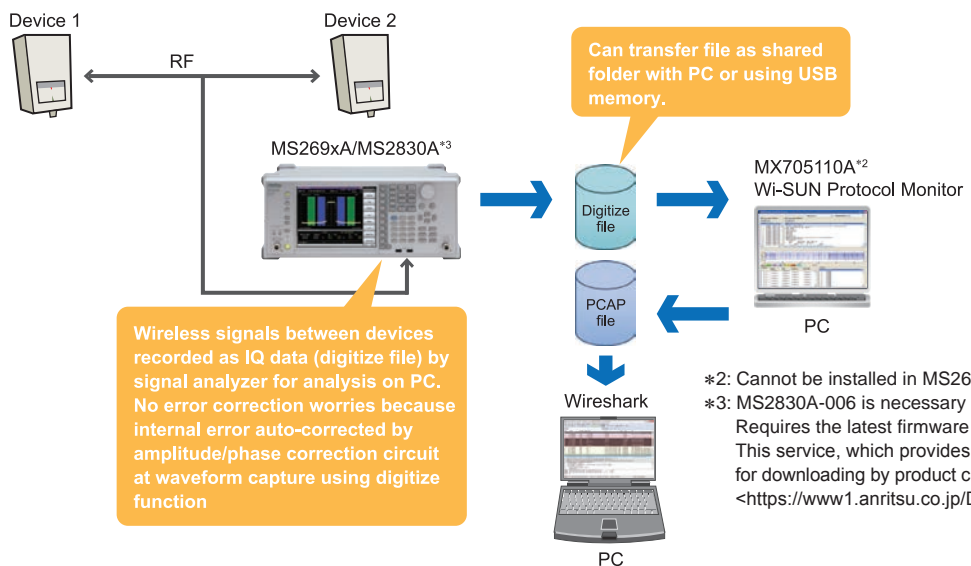 Device 1
Device 2
RF
Can transfer file as shared
folder with PC or using USB
memory.
MS269xA/MS2830A*3
MX705110A*2
Wi-SUN Protocol Monitor
Digitize
file
PCAP
file
PC
Wireless signals between devices
recorded as IQ data (digitize file) by
signal analyzer for analysis on PC.
No error correction worries because
internal error auto-corrected by
amplitude/phase correction circuit
at waveform capture using digitize
function
Wireshark
PC
*2: Cannot be installed in MS26
*3: MS2830A-006 is necessary
Requires the latest firmware
This service, which provides
for downloading by product c
<https://www1.anritsu.co.jp/D